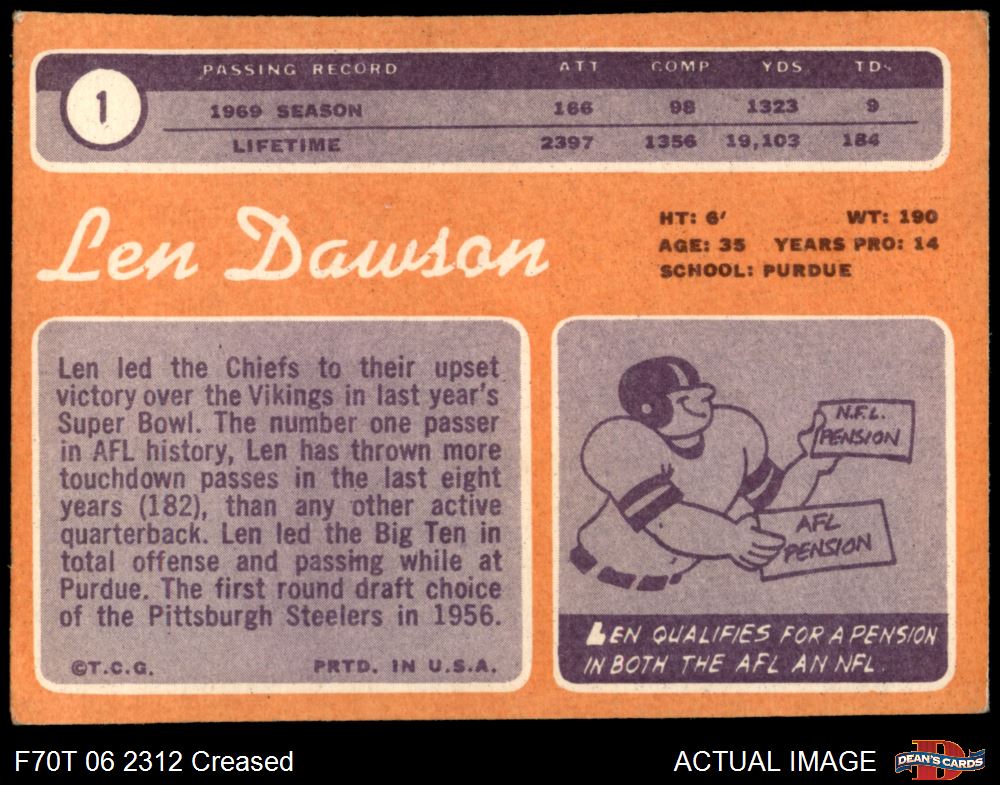 1
PASSING RECORD ATT COMP YDS TDs
1969 SEASON 166 98 1323 9
LIFETIME 2397 1356 19,103 184
Len Dawson
HT: 6' WT: 190
AGE: 35 YEARS PRO: 14
SCHOOL: PURDUE
Len led the Chiefs to their upset
victory over the Vikings in last year's
Super Bowl. The number one passer
in AFL history, Len has thrown more
touchdown passes in the last eight
years (182), than any other active
quarterback. Len led the Big Ten in
total offense and passing while at
Purdue. The first round draft choice
of the Pittsburgh Steelers in 1956.
©T.C.G. PRTD. IN U.S.A.
N.F.L.
PENSION
AFL
PENSION
LEN QUALIFIES FOR A PENSION
IN BOTH THE AFL AN NFL.
F70T 06 2312 Creased ACTUAL IMAGE
D
DEAN'S CARDS